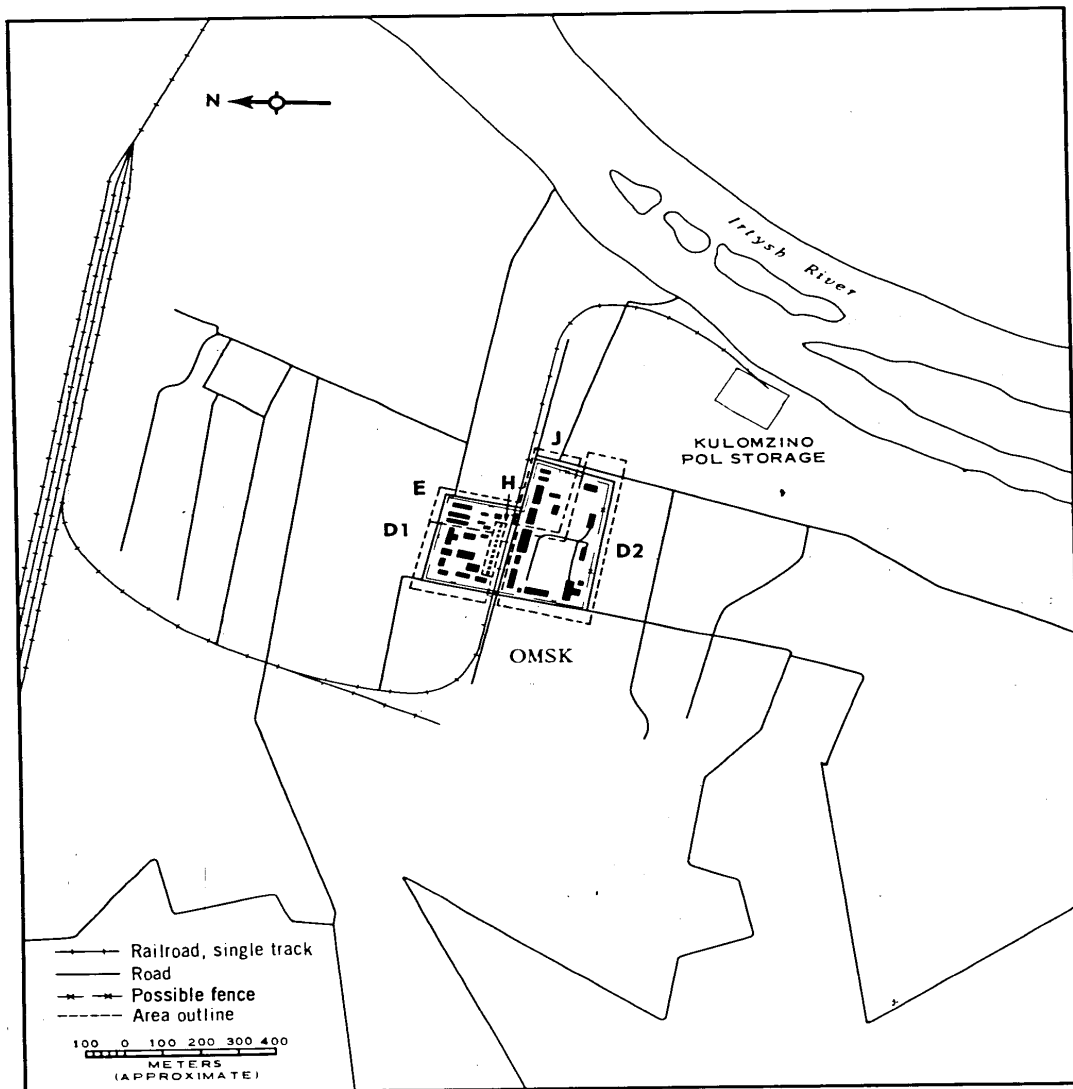 N
Irtysh River
KULOMZINO
POL STORAGE
J
H
E
D1
D2
OMSK
Railroad, single track
Road
Possible fence
Area outline
100 0 100 200 300 400
METERS
(APPROXIMATE)